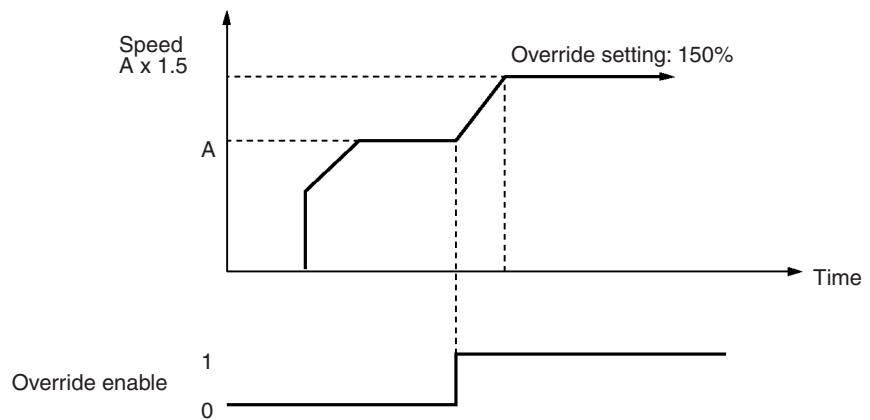 Speed
A x 1.5
Override setting: 150%
A
Time
1
Override enable
0